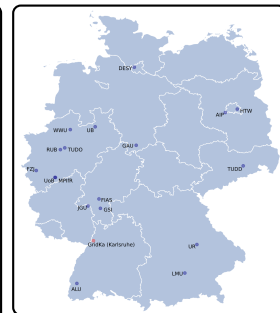 DESY
AIP
HTW
WWU
UB
GAU
RUB
TUDO
TUDD
FZJ
UoB
MPIfR
FIAS
JGU
GSI
GridKa (Karlsruhe)
UR
LMU
ALU